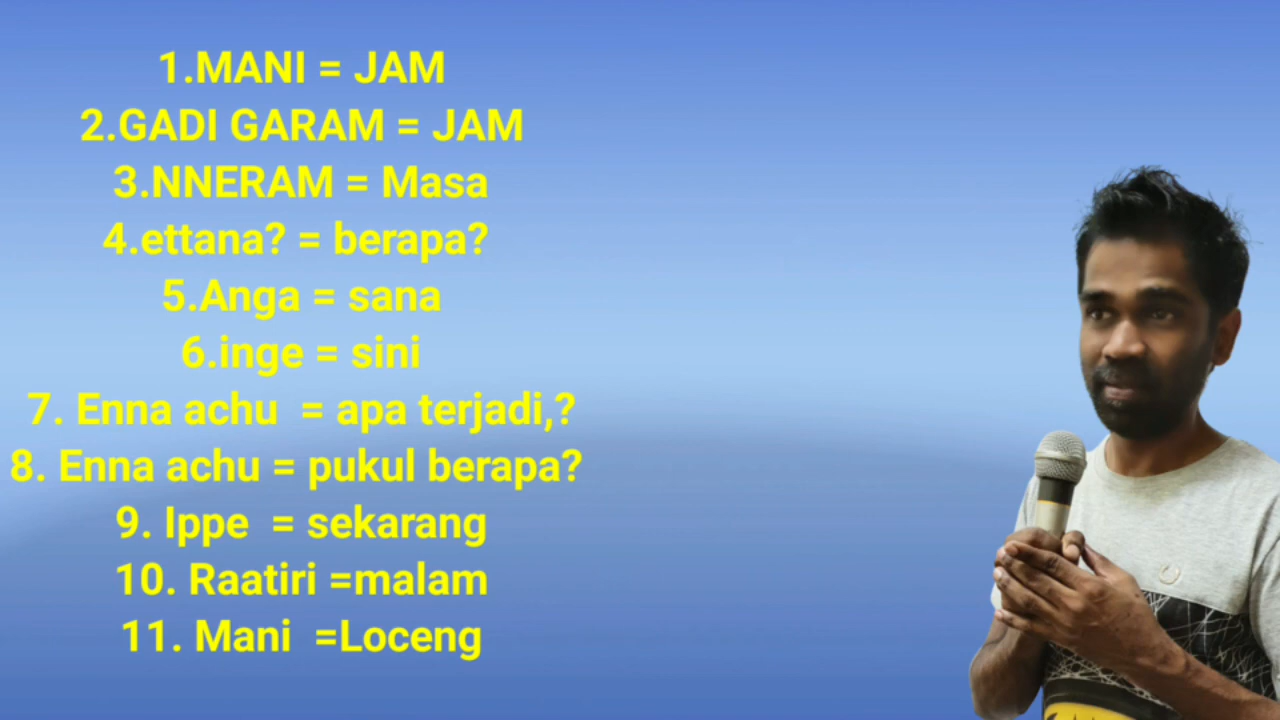 1.MANI = JAM
2.GADI GARAM = JAM
3.NNERAM = Masa
4.ettana? = berapa?
5.Anga = sana
6.inge = sini
7. Enna achu  = apa terjadi,?
8. Enna achu = pukul berapa?
9. Ippe  = sekarang
10. Raatiri =malam
11. Mani  =Loceng